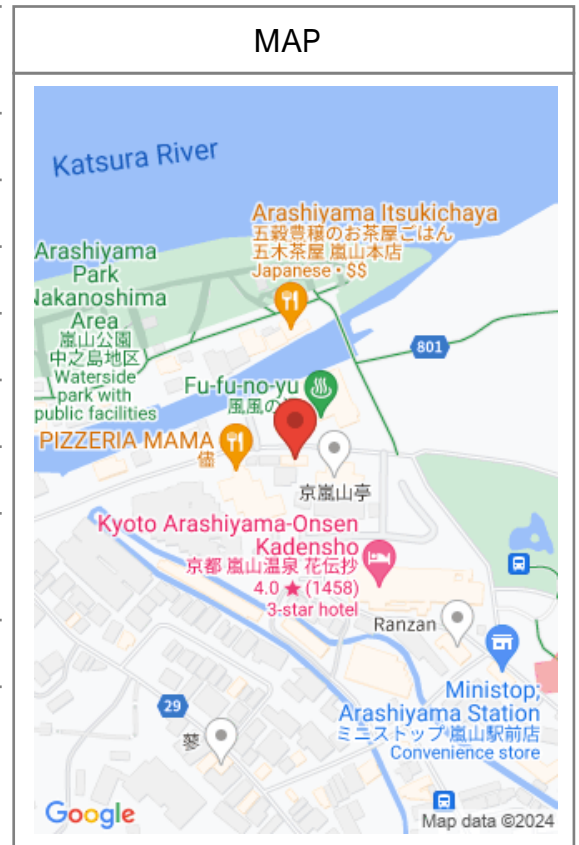 MAP
Katsura River
Arashiyama Itsukichaya
五穀豊穣のお茶屋ごはん
五木茶屋 嵐山本店
Japanese • $$
Arashiyama
Park
Nakanoshima
Area
嵐山公園
中之島地区
Waterside
park with
public facilities
801
Fu-fu-no-yu
風風の
PIZZERIA MAMA
儘
京嵐山亭
Kyoto Arashiyama-Onsen
Kadensho
京都 嵐山温泉 花伝抄
4.0 ★ (1458)
3-star hotel
Ranzan
Ministop;
Arashiyama Station
ミニストップ 嵐山駅前店
Convenience store
29
蓼
Google
Map data ©2024